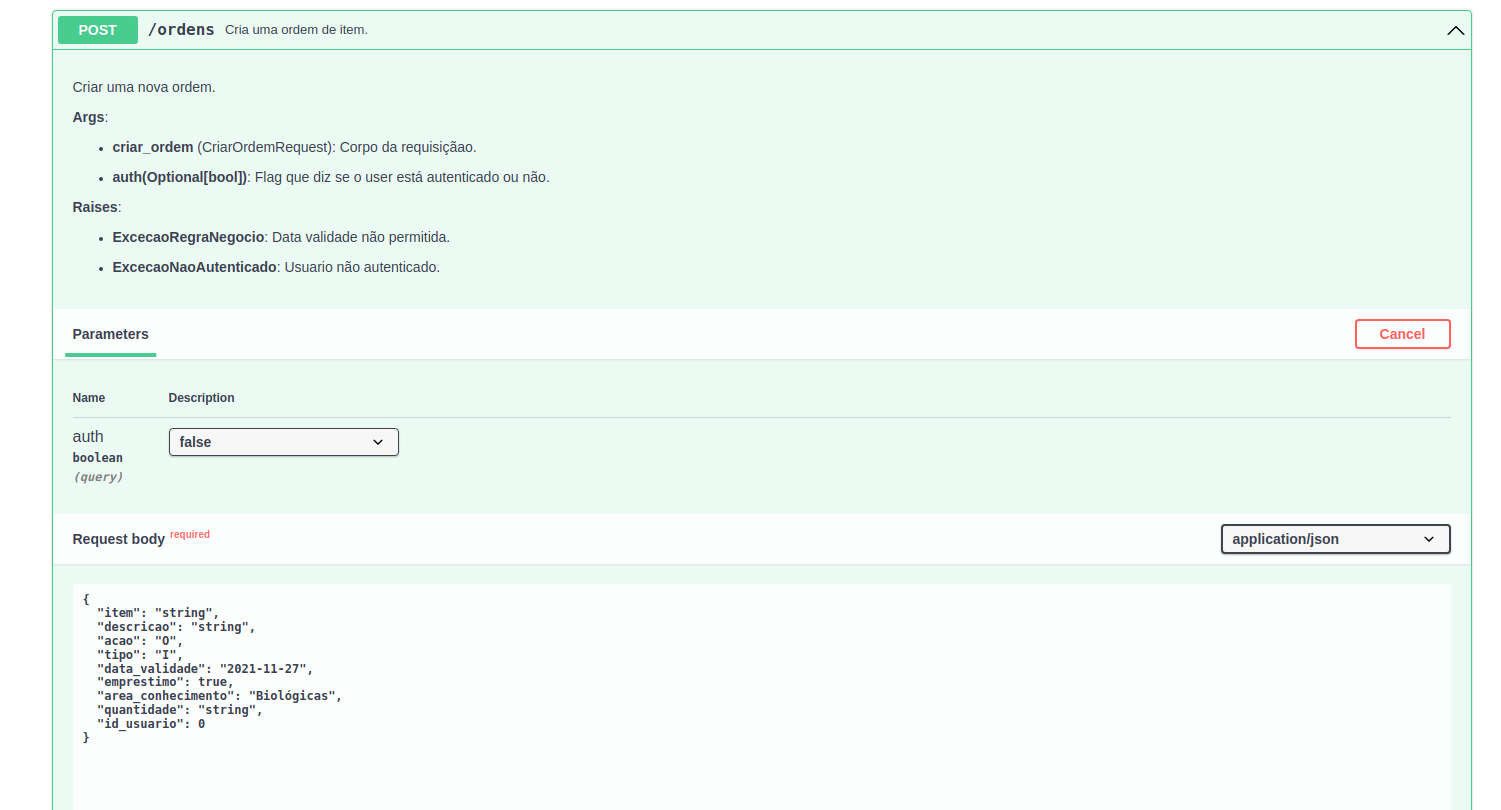 POST /ordens Cria uma ordem de item.
Criar uma nova ordem.
Args:
• criar_ordem (CriarOrdemRequest): Corpo da requisiçãao.
• auth(Optional[bool]): Flag que diz se o user está autenticado ou não.
Raises:
• ExcecaoRegraNegocio: Data validade não permitida.
• ExcecaoNaoAutenticado: Usuario não autenticado.
Parameters Cancel
Name Description
auth false
boolean
(query)
Request body required application/json
{
"item": "string",
"descricao": "string",
"acao": "O",
"tipo": "I",
"data_validade": "2021-11-27",
"emprestimo": true,
"area_conhecimento": "Biológicas",
"quantidade": "string",
"id_usuario": 0
}